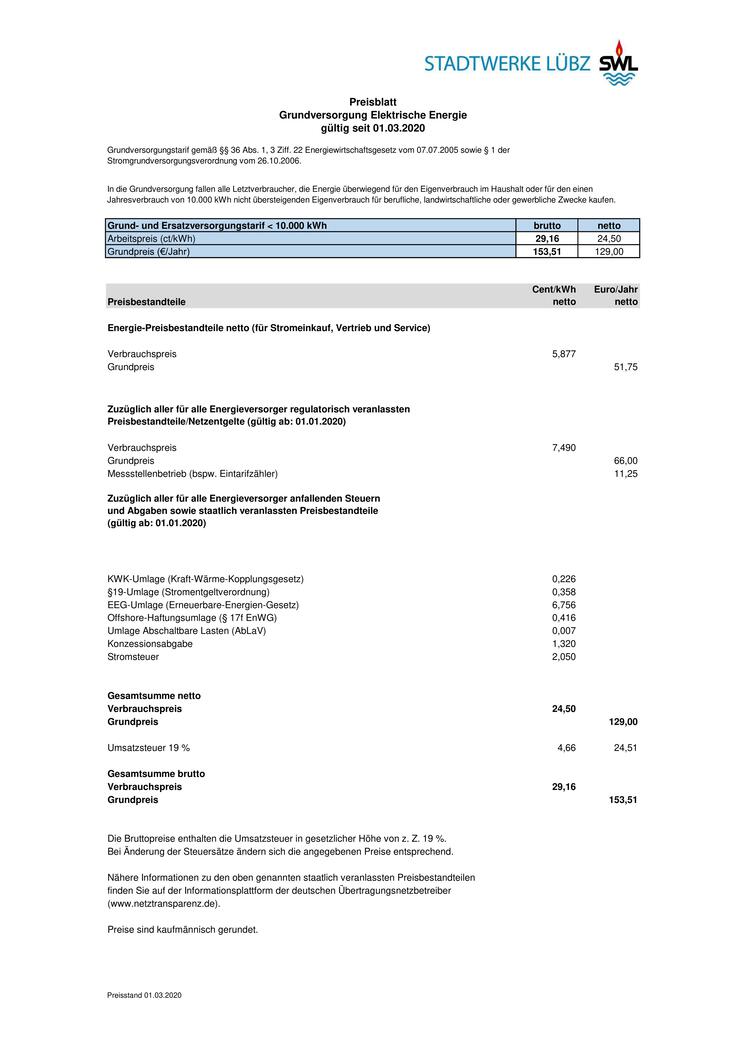 STADTWERKE LÜBZ SWL
Preisblatt
Grundversorgung Elektrische Energie
gültig seit 01.03.2020
Grundversorgungstarif gemäß §§ 36 Abs. 1, 3 Ziff. 22 Energiewirtschaftsgesetz vom 07.07.2005 sowie § 1 der
Stromgrundversorgungsverordnung vom 26.10.2006.
In die Grundversorgung fallen alle Letztverbraucher, die Energie überwiegend für den Eigenverbrauch im Haushalt oder für den einen
Jahresverbrauch von 10.000 kWh nicht übersteigenden Eigenverbrauch für berufliche, landwirtschaftliche oder gewerbliche Zwecke kaufen.
Grund- und Ersatzversorgungstarif < 10.000 kWh brutto netto
Arbeitspreis (ct/kWh) 29,16 24,50
Grundpreis (€/Jahr) 153,51 129,00
Cent/kWh Euro/Jahr
Preisbestandteile netto netto
Energie-Preisbestandteile netto (für Stromeinkauf, Vertrieb und Service)
Verbrauchspreis 5,877
Grundpreis 51,75
Zuzüglich aller für alle Energieversorger regulatorisch veranlassten
Preisbestandteile/Netzentgelte (gültig ab: 01.01.2020)
Verbrauchspreis 7,490
Grundpreis 66,00
Messstellenbetrieb (bspw. Eintarifzähler) 11,25
Zuzüglich aller für alle Energieversorger anfallenden Steuern
und Abgaben sowie staatlich veranlassten Preisbestandteile
(gültig ab: 01.01.2020)
KWK-Umlage (Kraft-Wärme-Kopplungsgesetz) 0,226
§19-Umlage (Stromentgeltverordnung) 0,358
EEG-Umlage (Erneuerbare-Energien-Gesetz) 6,756
Offshore-Haftungsumlage (§ 17f EnWG) 0,416
Umlage Abschaltbare Lasten (AbLaV) 0,007
Konzessionsabgabe 1,320
Stromsteuer 2,050
Gesamtsumme netto
Verbrauchspreis 24,50
Grundpreis 129,00
Umsatzsteuer 19 % 4,66 24,51
Gesamtsumme brutto
Verbrauchspreis 29,16
Grundpreis 153,51
Die Bruttopreise enthalten die Umsatzsteuer in gesetzlicher Höhe von z. Z. 19 %.
Bei Änderung der Steuersätze ändern sich die angegebenen Preise entsprechend.
Nähere Informationen zu den oben genannten staatlich veranlassten Preisbestandteilen
finden Sie auf der Informationsplattform der deutschen Übertragungsnetzbetreiber
(www.netztransparenz.de).
Preise sind kaufmännisch gerundet.
Preisstand 01.03.2020